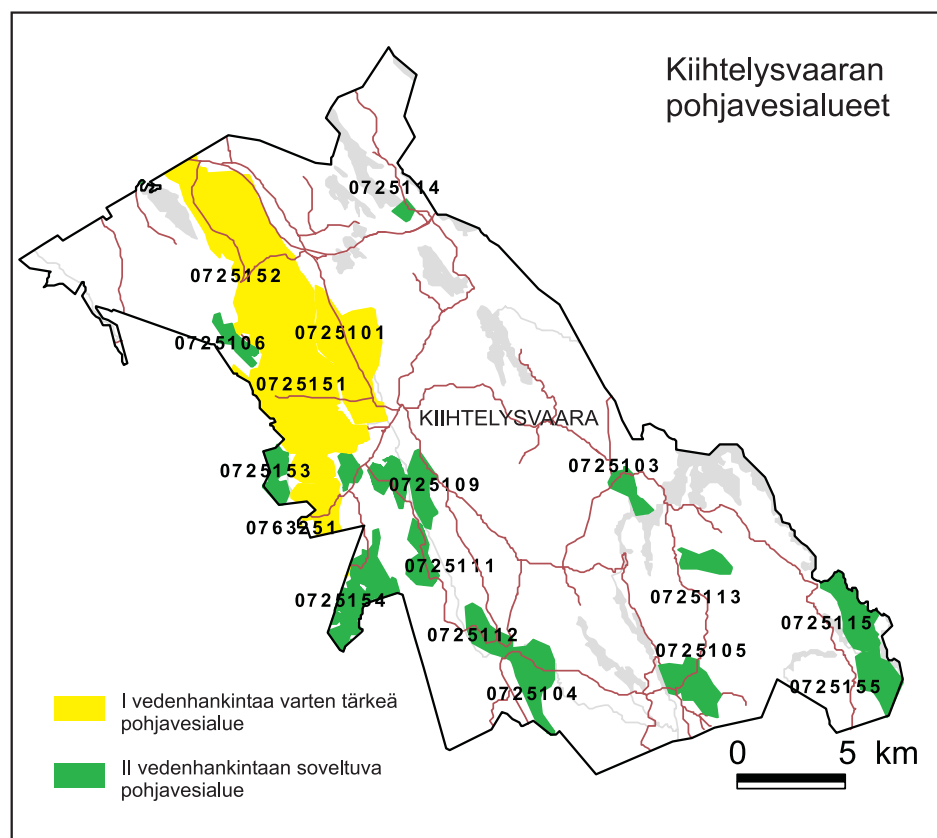 Kiihtelysvaaran
pohjavesialueet
0725114
0725152
0725101
0725106
0725151
KIIHTELYSVAARA
0725153
0725103
0725109
0763251
0725111
0725113
0725154
0725115
0725112
0725105
0725155
0725104
I vedenhankintaa varten tärkeä
pohjavesialue
II vedenhankintaan soveltuva
pohjavesialue
0 5 km